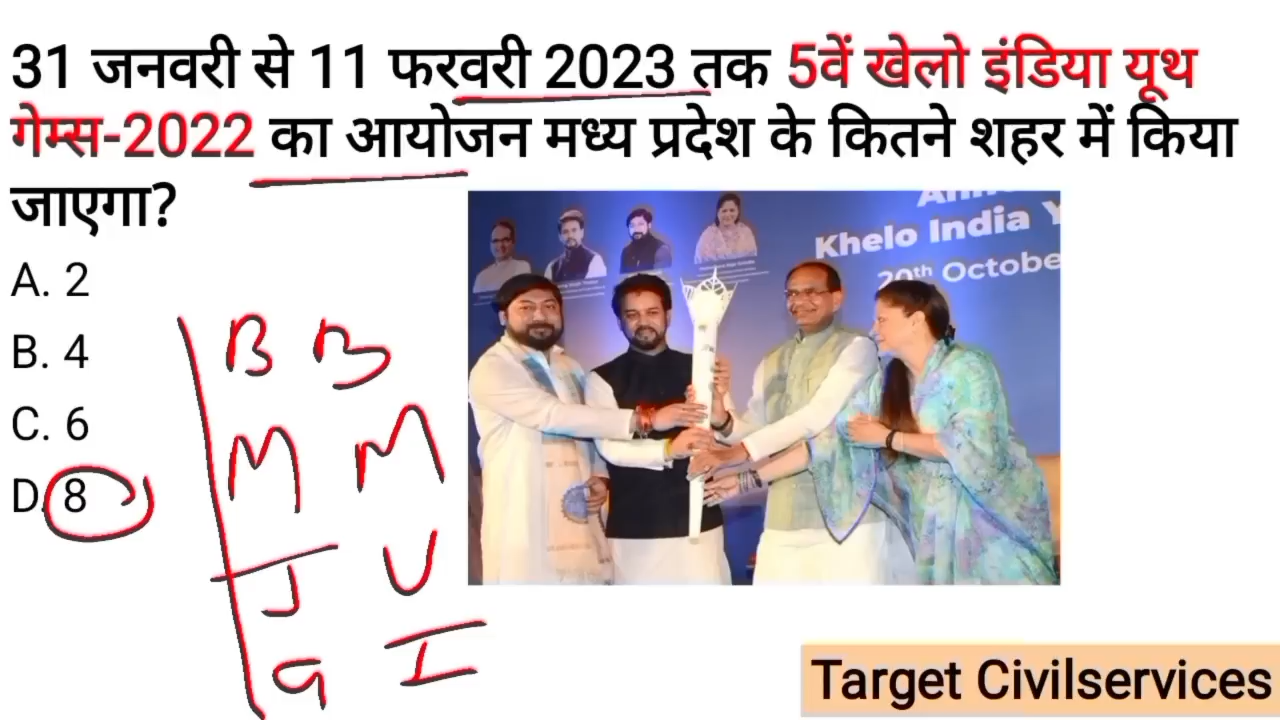 31 जनवरी से 11 फरवरी 2023 तक 5वें खेलो इंडिया यूथ
गेम्स-2022 का आयोजन मध्य प्रदेश के कितने शहर में किया
जाएगा?
Khelo India Y
20th Octobe
A. 2
B. 4
C. 6
D. 8
B B
M M
J U
G I
Target Civilservices